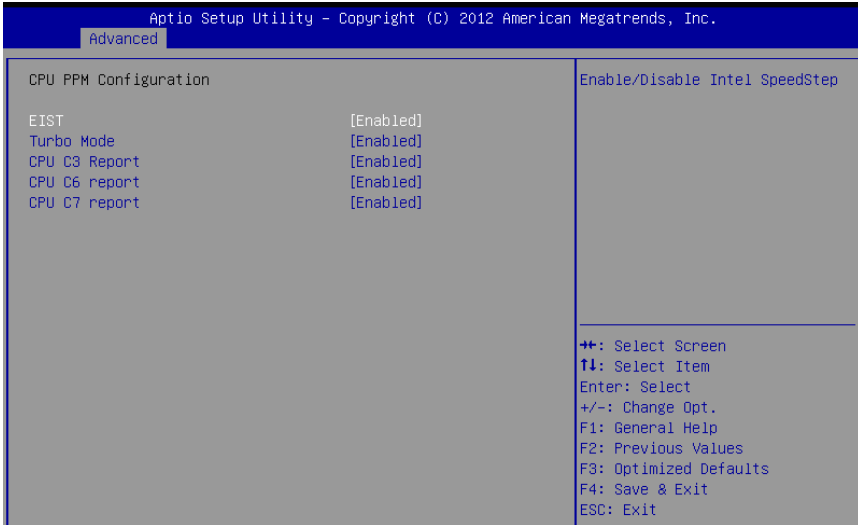 Aptio Setup Utility – Copyright (C) 2012 American Megatrends, Inc.
Advanced
CPU PPM Configuration
EIST [Enabled]
Turbo Mode [Enabled]
CPU C3 Report [Enabled]
CPU C6 report [Enabled]
CPU C7 report [Enabled]
Enable/Disable Intel SpeedStep
→←: Select Screen
↑↓: Select Item
Enter: Select
+/-: Change Opt.
F1: General Help
F2: Previous Values
F3: Optimized Defaults
F4: Save & Exit
ESC: Exit